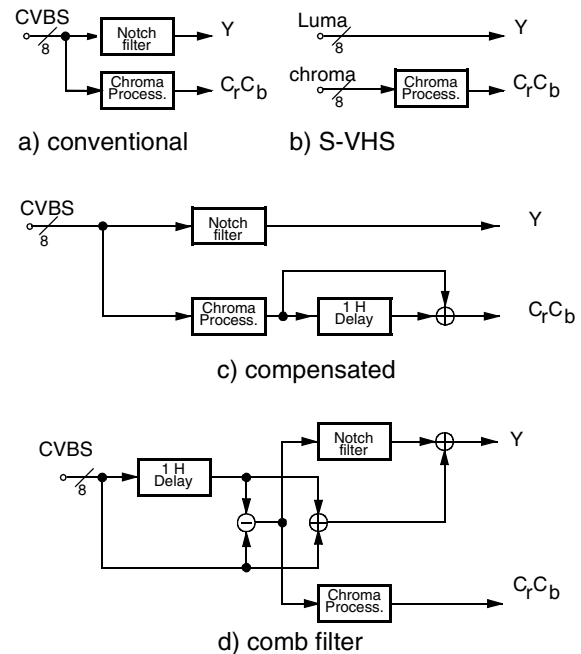 CVBS
8
Notch
filter
Y
Chroma
Process.
CrCb
a) conventional
Luma
8
Y
chroma
8
Chroma
Process.
CrCb
b) S-VHS
CVBS
8
Notch
filter
Y
Chroma
Process.
1 H
Delay
CrCb
c) compensated
CVBS
8
1 H
Delay
Notch
filter
Y
Chroma
Process.
CrCb
d) comb filter